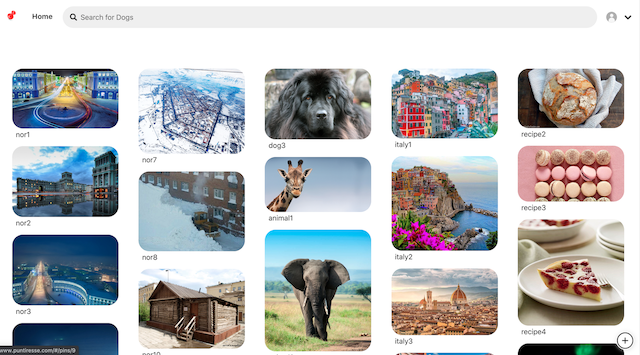 Home
Search for Dogs
nor1
nor7
dog3
italy1
recipe2
nor2
nor8
animal1
italy2
recipe3
nor3
nor10
italy3
recipe4
www.puntiresse.com/#/pins/9